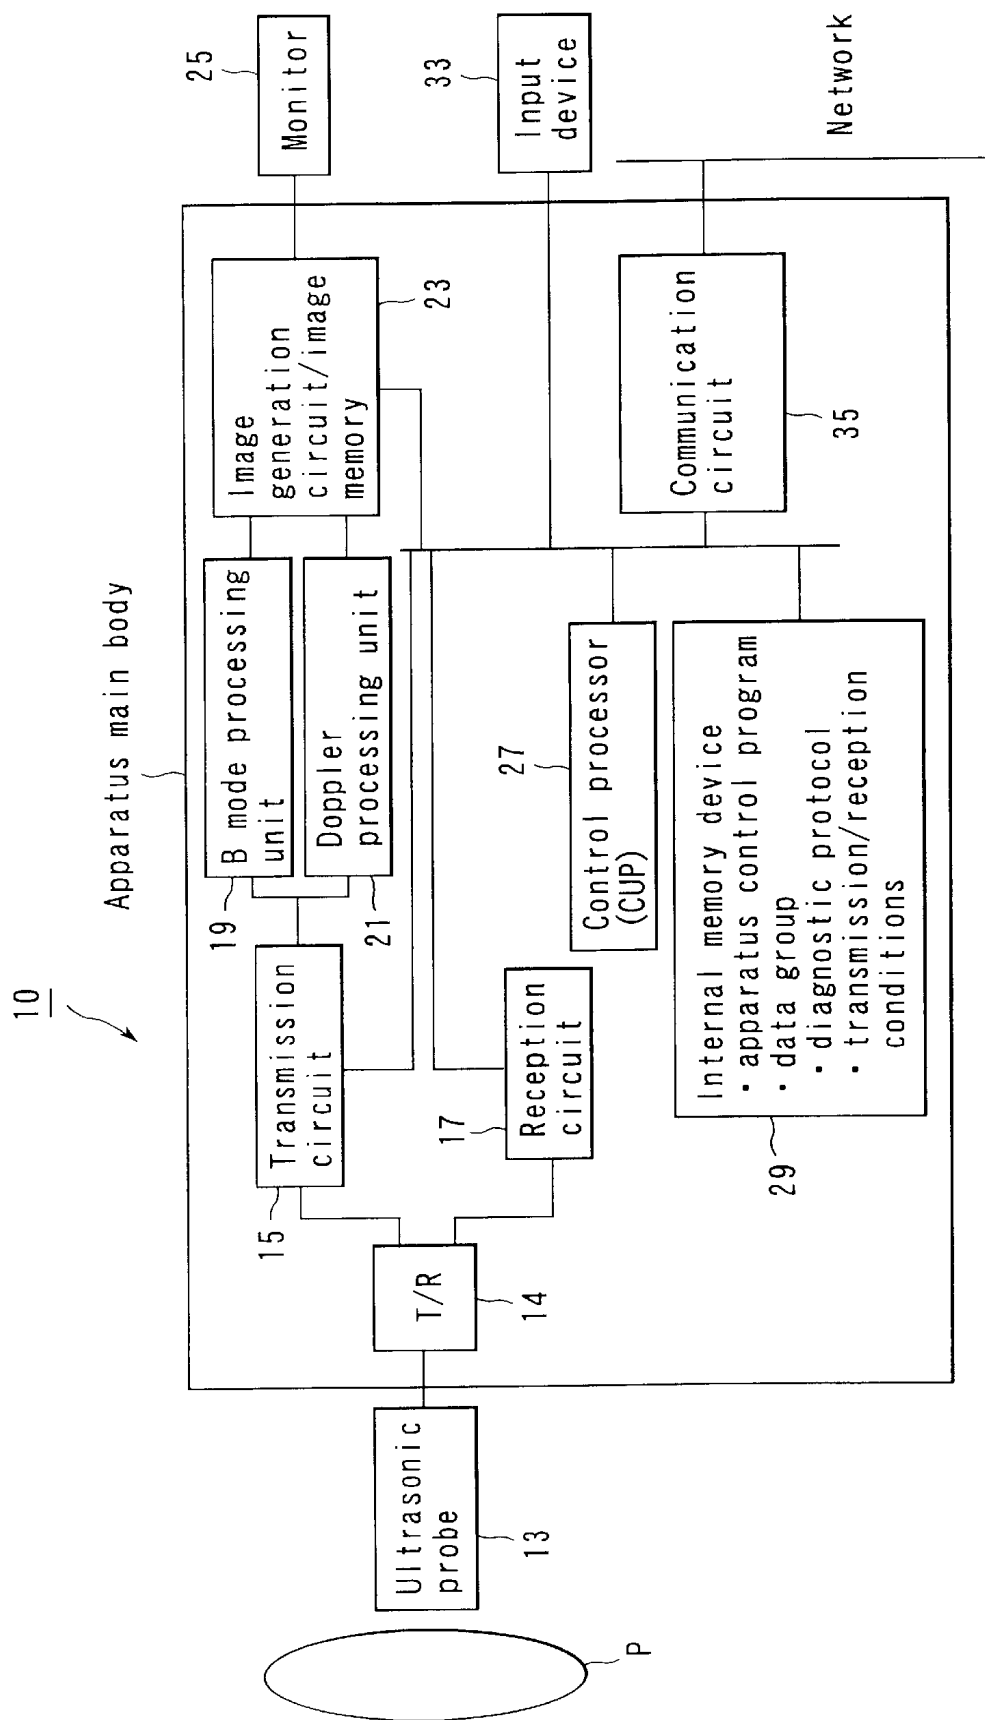 10
Apparatus main body
25
Monitor
19
B mode processing
unit
Image
generation
circuit/image
memory
23
15
Transmission
circuit
21
Doppler
processing unit
33
Input
device
T/R
14
Ultrasonic
probe
13
P
17
Reception
circuit
27
Control processor
(CUP)
Communication
circuit
35
Network
29
Internal memory device
・apparatus control program
・data group
・diagnostic protocol
・transmission/reception
conditions